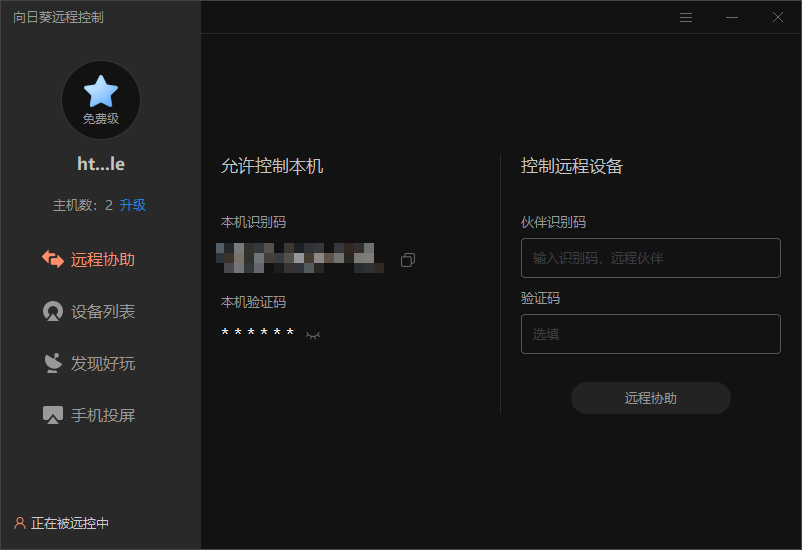 向日葵远程控制
免费级
ht...le
主机数：2 升级
远程协助
设备列表
发现好玩
手机投屏
正在被远控中
允许控制本机
本机识别码
本机验证码
******
控制远程设备
伙伴识别码
输入识别码，远程伙伴
验证码
选填
远程协助